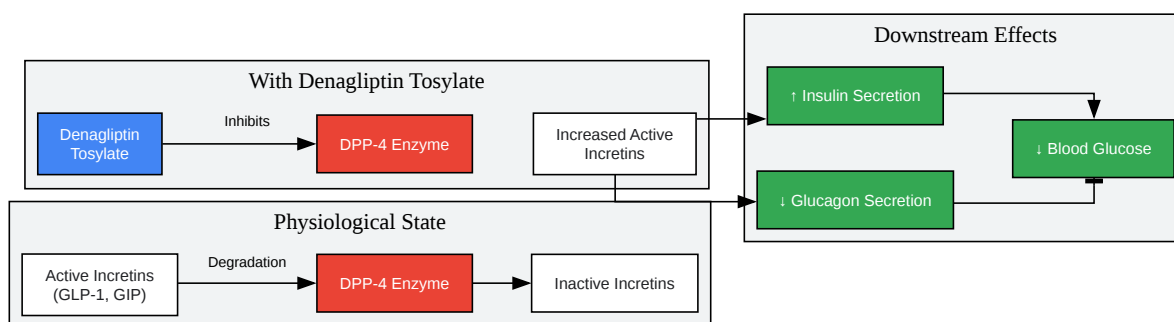 Downstream Effects
With Denagliptin Tosylate
Denagliptin
Tosylate
Inhibits
DPP-4 Enzyme
Increased Active
Incretins
↑ Insulin Secretion
↓ Blood Glucose
↓ Glucagon Secretion
Physiological State
Active Incretins
(GLP-1, GIP)
Degradation
DPP-4 Enzyme
Inactive Incretins